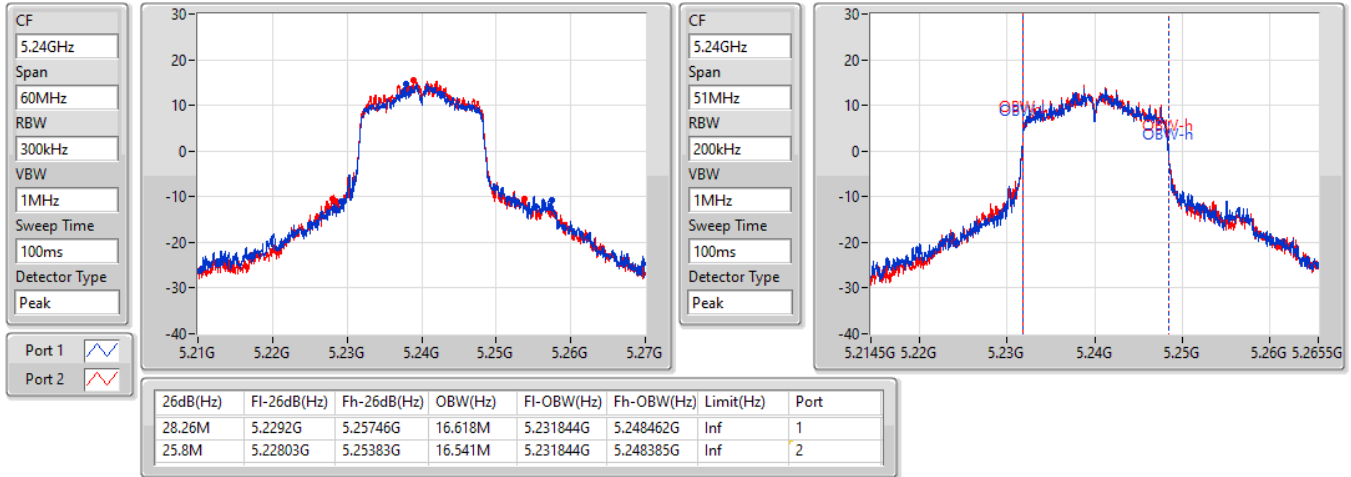 CF
5.24GHz
Span
60MHz
RBW
300kHz
VBW
1MHz
Sweep Time
100ms
Detector Type
Peak
Port 1
Port 2
30
20
10
0
-10
-20
-30
-40
5.21G 5.22G 5.23G 5.24G 5.25G 5.26G 5.27G
CF
5.24GHz
Span
51MHz
RBW
200kHz
VBW
1MHz
Sweep Time
100ms
Detector Type
Peak
30
20
10
0
-10
-20
-30
-40
OBW-h
OBW-h
5.2145G 5.22G 5.23G 5.24G 5.25G 5.26G 5.2655G
26dB(Hz) Fl-26dB(Hz) Fh-26dB(Hz) OBW(Hz) Fl-OBW(Hz) Fh-OBW(Hz) Limit(Hz) Port
28.26M 5.2292G 5.25746G 16.618M 5.231844G 5.248462G Inf 1
25.8M 5.22803G 5.25383G 16.541M 5.231844G 5.248385G Inf 2